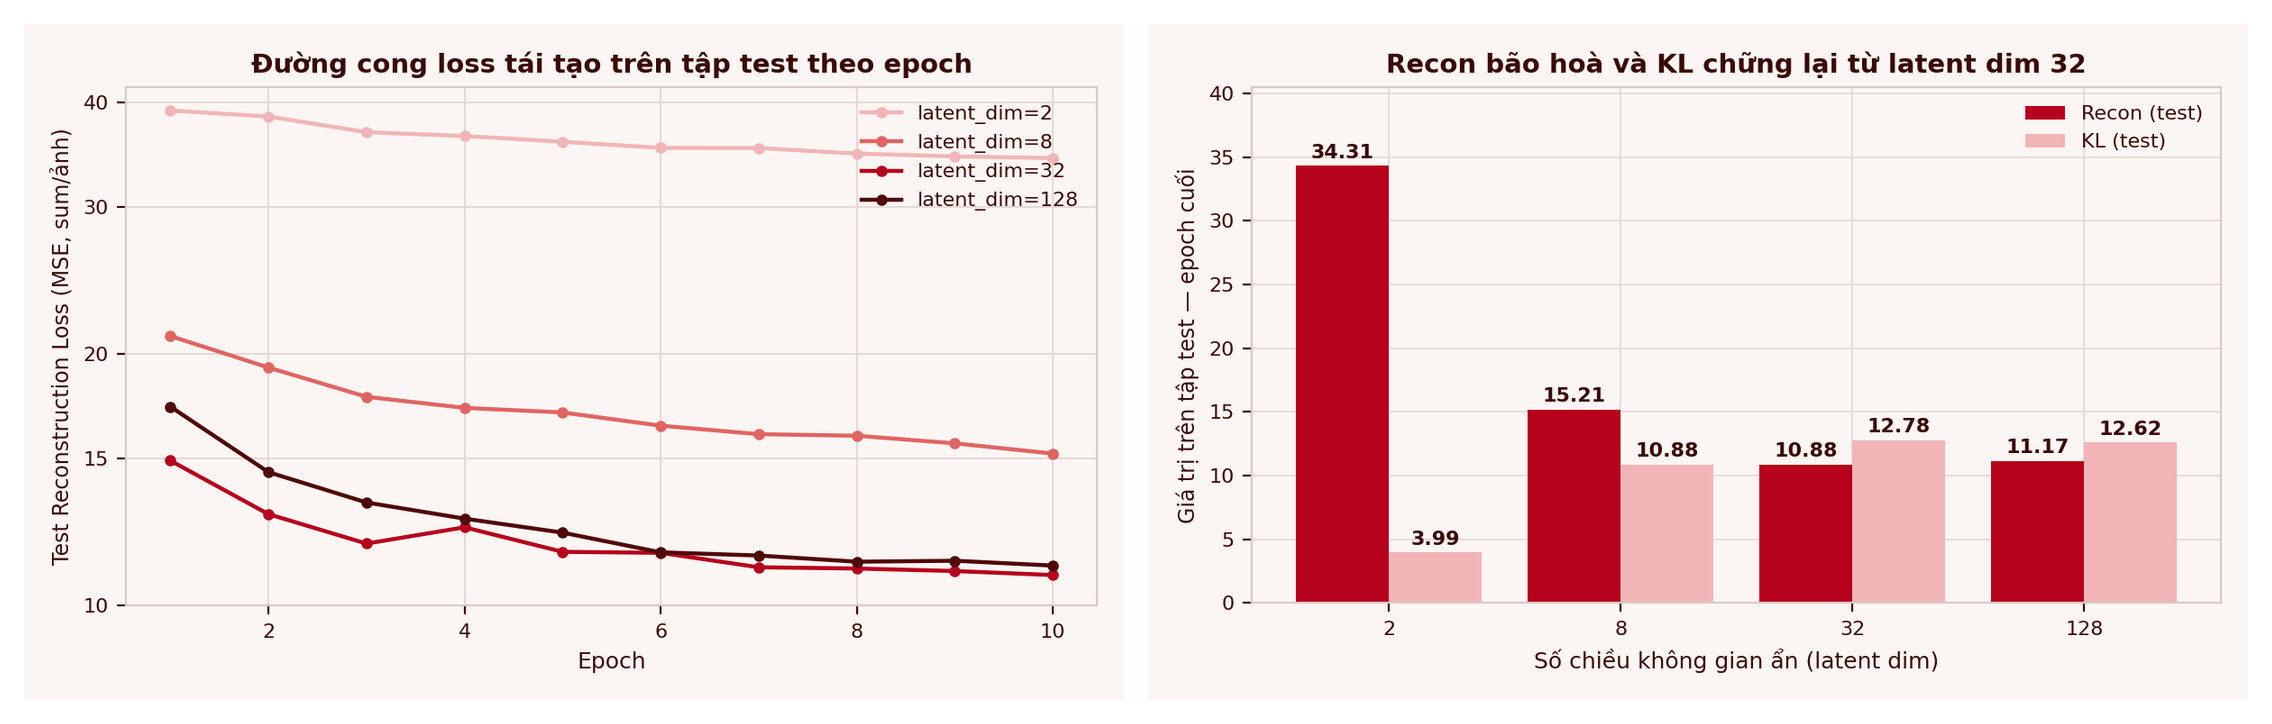 Đường cong loss tái tạo trên tập test theo epoch
Test Reconstruction Loss (MSE, sum/ảnh)
40
30
20
15
10
latent_dim=2
latent_dim=8
latent_dim=32
latent_dim=128
2
4
6
8
10
Epoch
Recon bão hoà và KL chững lại từ latent dim 32
Giá trị trên tập test — epoch cuối
40
35
30
25
20
15
10
5
0
Recon (test)
KL (test)
34.31
3.99
15.21
10.88
10.88
12.78
11.17
12.62
2
8
32
128
Số chiều không gian ẩn (latent dim)